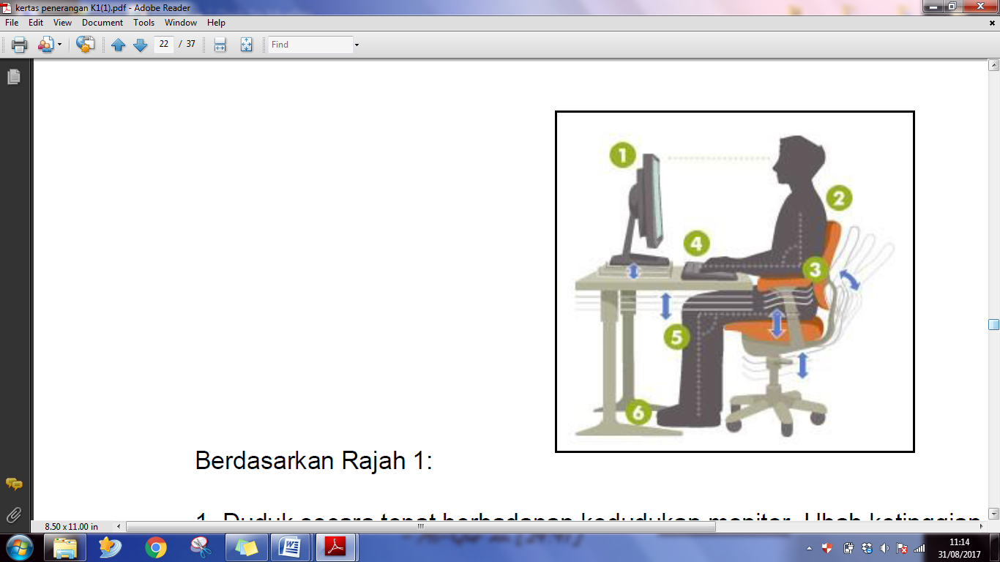 kertas penerangan K1(1).pdf - Adobe Reader
File Edit View Document Tools Window Help
22 / 37 Find
1
2
4
3
5
6
Berdasarkan Rajah 1:
1. Duduk secara tepat berhadapan kedudukan monitor. Ubah ketinggian
8.50 x 11.00 in
11:14
31/08/2017